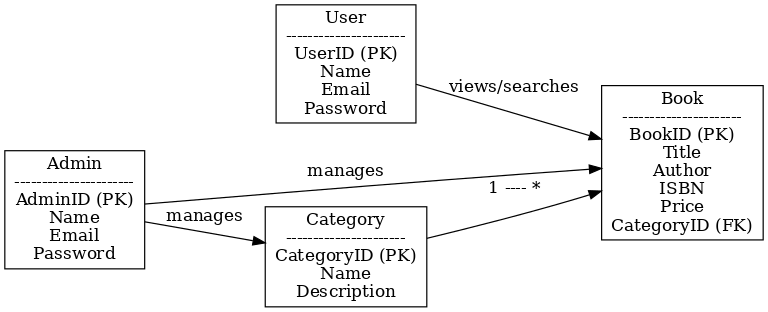 User
----------------------
UserID (PK)
Name
Email
Password
views/searches
Book
----------------------
BookID (PK)
Title
Author
ISBN
Price
CategoryID (FK)
Admin
----------------------
AdminID (PK)
Name
Email
Password
manages
manages
1 ---- *
Category
----------------------
CategoryID (PK)
Name
Description